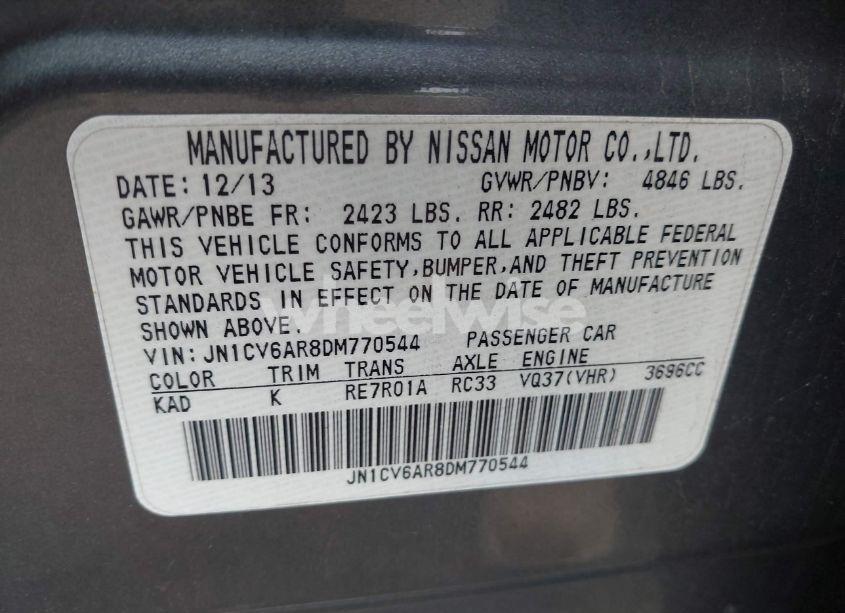 MANUFACTURED BY NISSAN MOTOR CO.,LTD.
DATE: 12/13 GVWR/PNBV: 4846 LBS.
GAWR/PNBE FR: 2423 LBS. RR: 2482 LBS.
THIS VEHICLE CONFORMS TO ALL APPLICABLE FEDERAL
MOTOR VEHICLE SAFETY,BUMPER,AND THEFT PREVENTION
STANDARDS IN EFFECT ON THE DATE OF MANUFACTURE
SHOWN ABOVE.
wheelwise
VIN: JN1CV6AR8DM770544 PASSENGER CAR
COLOR TRIM TRANS AXLE ENGINE
KAD K RE7R01A RC33 VQ37(VHR) 3696CC
JN1CV6AR8DM770544